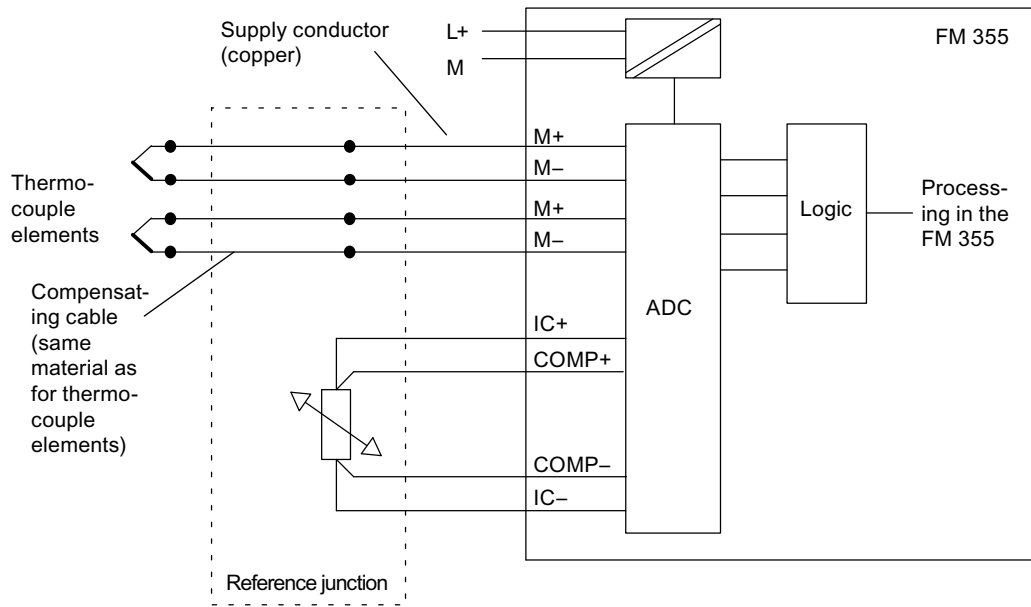 Supply conductor
(copper)
L+
M
FM 355
M+
M–
M+
M–
Thermo-
couple
elements
Logic
Process-
ing in the
FM 355
Compensat-
ing cable
(same
material as
for thermo-
couple
elements)
ADC
IC+
COMP+
COMP–
IC–
Reference junction